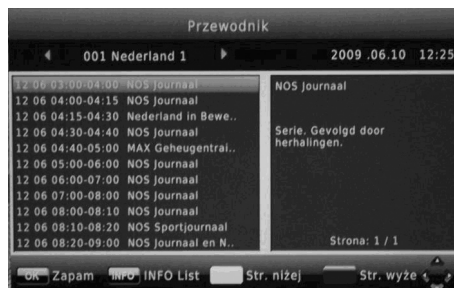 Przewodnik
001 Nederland 1 2009 .06.10 12:25
12 06 03:00-04:00 NOS Journaal
12 06 04:00-04:15 NOS Journaal
12 06 04:15-04:30 Nederland in Bewe..
12 06 04:30-04:40 NOS Journaal
12 06 04:40-05:00 MAX Geheugentrai..
12 06 05:00-06:00 NOS Journaal
12 06 06:00-07:00 NOS Journaal
12 06 07:00-08:00 NOS Journaal
12 06 08:00-08:10 NOS Journaal
12 06 08:10-08:20 NOS Sportjournaal
12 06 08:20-09:00 NOS Journaal en N..
NOS Journaal
Serie. Gevolgd door
herhalingen.
Strona: 1 / 1
OK Zapam INFO INFO List Str. niżej Str. wyże